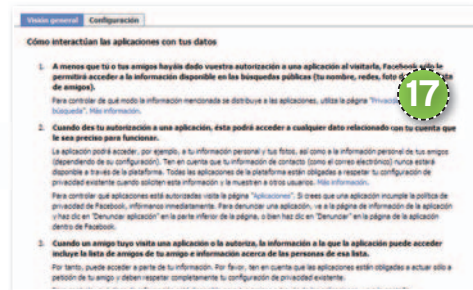 Visión general Configuración
Cómo interactúan las aplicaciones con tus datos
1. A menos que tú o tus amigos hayáis dado vuestra autorización a una aplicación al visitarla, Facebook sólo le
permitirá acceder a la información disponible en las búsquedas públicas (tu nombre, redes, foto
de amigos).
Para controlar de qué modo la información mencionada se distribuye a las aplicaciones, utiliza la página
búsqueda". Más información.
17
2. Cuando des tu autorización a una aplicación, ésta podrá acceder a cualquier dato relacionado con tu cuenta que
le sea preciso para funcionar.
La aplicación podrá acceder, por ejemplo, a tu información personal y tus fotos, así como a la información personal de tus amigos
(dependiendo de su configuración). Ten en cuenta que tu información de contacto (como el correo electrónico) nunca estará
disponible a través de la plataforma. Todas las aplicaciones de la plataforma están obligadas a respetar tu configuración de
privacidad existente cuando soliciten esta información y la muestren a otros usuarios. Más información.
Para controlar qué aplicaciones están autorizadas visita la página "Aplicaciones". Si crees que una aplicación incumple la política de
privacidad de Facebook, infórmanos inmediatamente. Para denunciar una aplicación, ve a la página de información de la aplicación
y haz clic en "Denunciar aplicación" en la parte inferior de la página, o bien haz clic en "Denunciar" en la página de la aplicación
dentro de Facebook.
3. Cuando un amigo tuyo visita una aplicación o la autoriza, la información a la que la aplicación puede acceder
incluye la lista de amigos de tu amigo e información acerca de las personas de esa lista.
Por tanto, puede acceder a parte de tu información. Por favor, ten en cuenta que las aplicaciones están obligadas a actuar sólo a
petición de tu amigo y deben respetar completamente tu configuración de privacidad existente.